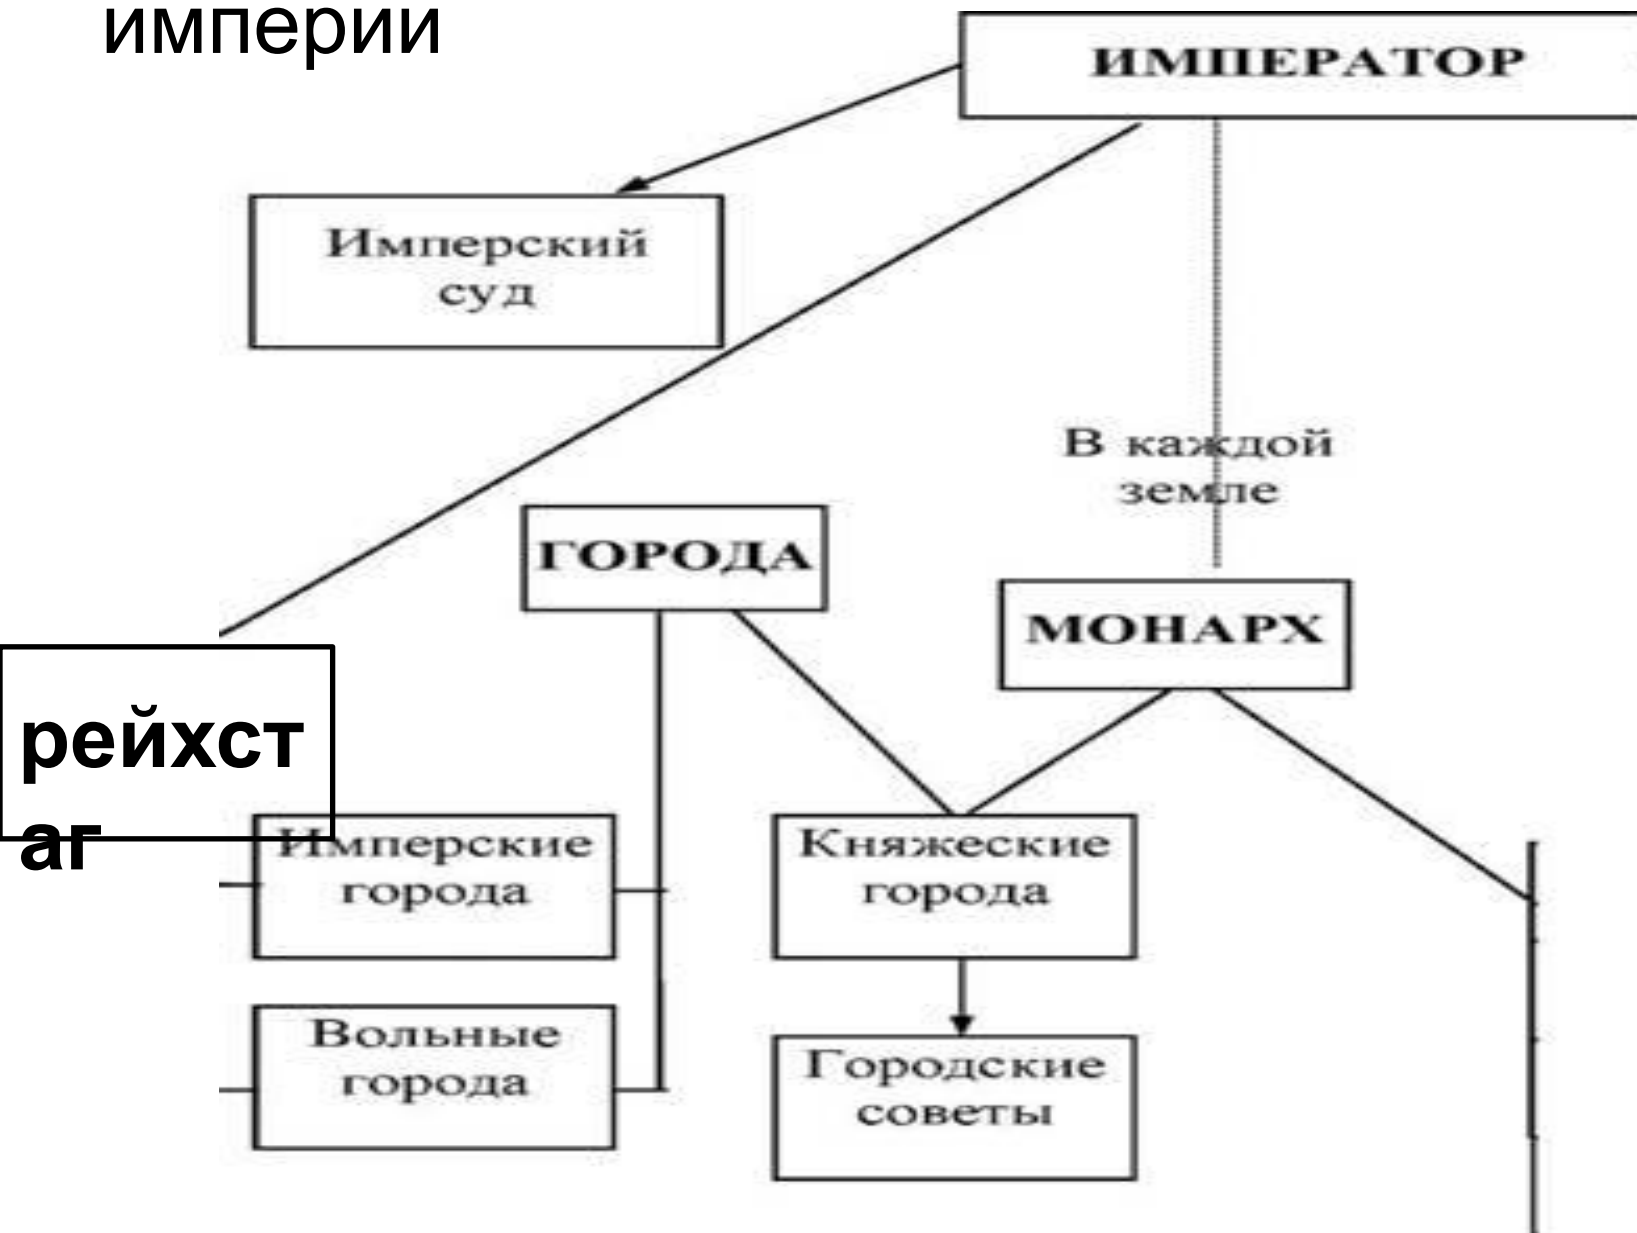 империи
ИМПЕРАТОР
Имперский
суд
В каждой
земле
ГОРОДА
МОНАРХ
рейхст
аг
Имперские
города
Княжеские
города
Вольные
города
Городские
советы